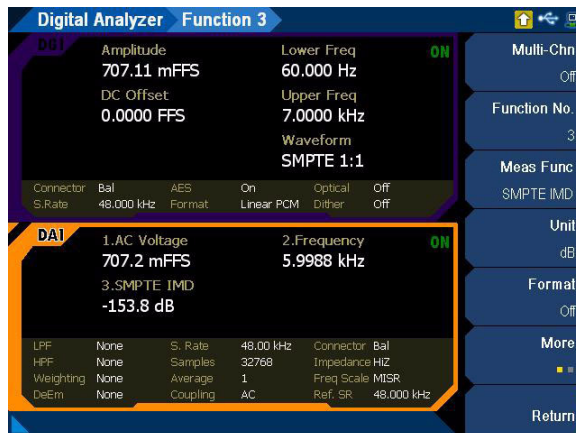 Digital Analyzer Function 3
DGI
Amplitude Lower Freq ON
707.11 mFFS 60.000 Hz
DC Offset Upper Freq
0.0000 FFS 7.0000 kHz
Waveform
SMPTE 1:1
Connector Bal AES On Optical Off
S.Rate 48.000 kHz Format Linear PCM Dither Off
DAI
1.AC Voltage 2.Frequency ON
707.2 mFFS 5.9988 kHz
3.SMPTE IMD
-153.8 dB
LPF None S. Rate 48.00 kHz Connector Bal
HPF None Samples 32768 Impedance HiZ
Weighting None Average 1 Freq Scale MISR
DeEm None Coupling AC Ref. SR 48.000 kHz
Multi-Chn
Off
Function No.
3
Meas Func
SMPTE IMD
Unit
dB
Format
Off
More
Return